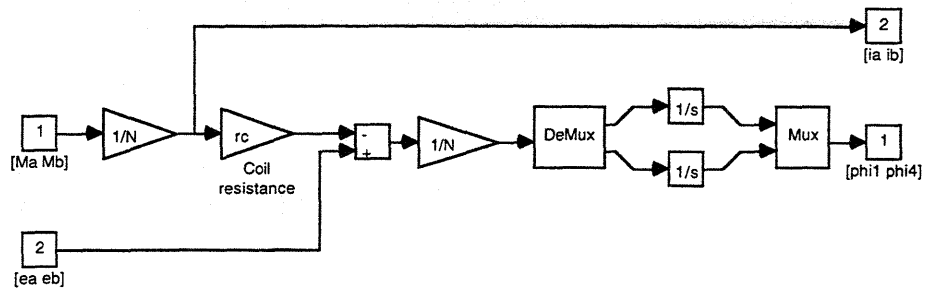 2
[ia ib]
1
[Ma Mb]
1/N
rc
Coil
resistance
-
+
1/N
DeMux
1/s
1/s
Mux
1
[phi1 phi4]
2
[ea eb]